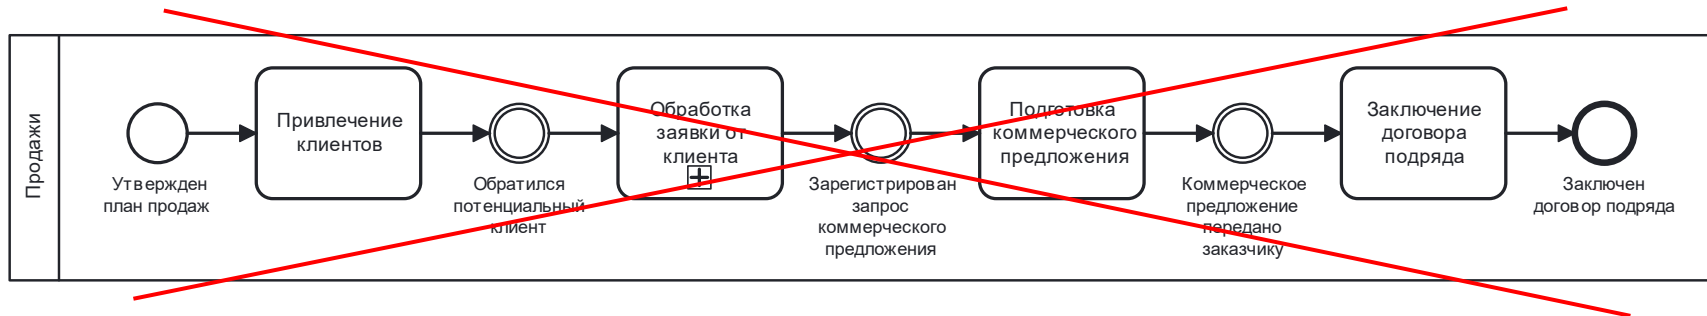 Продажи
Утвержден
план продаж
Привлечение
клиентов
Обратился
потенциальный
клиент
Обработка
заявки от
клиента
Зарегистрирован
запрос
коммерческого
предложения
Подготовка
коммерческого
предложения
Коммерческое
предложение
передано
заказчику
Заключение
договора
подряда
Заключен
договор подряда